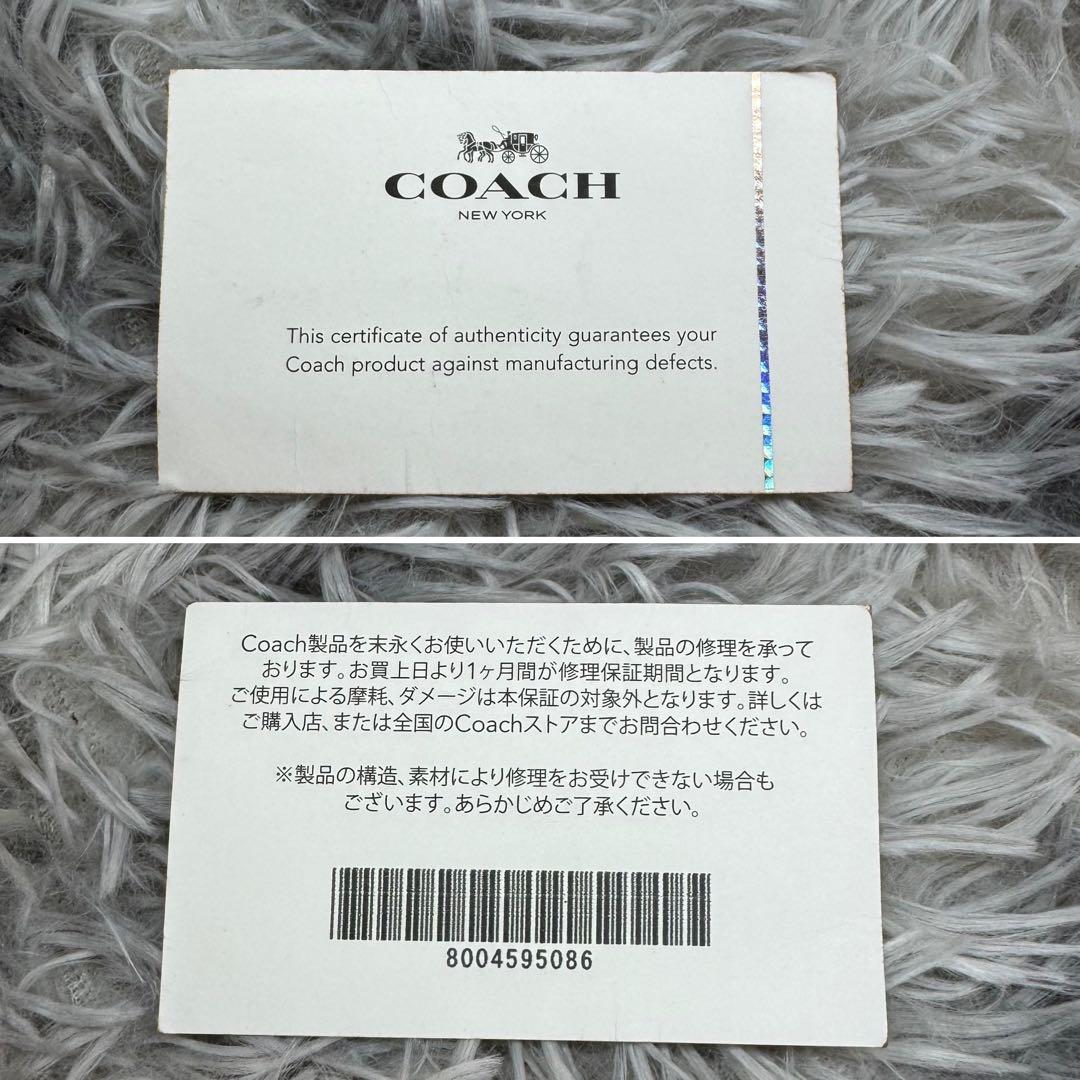 COACH
NEW YORK
This certificate of authenticity guarantees your
Coach product against manufacturing defects.
Coach製品を末永くお使いいただくために、製品の修理を承って
おります。お買上日より1ヶ月間が修理保証期間となります。
ご使用による摩耗、ダメージは本保証の対象外となります。詳しくは
ご購入店、または全国のCoachストアまでお問合わせください。
※製品の構造、素材により修理をお受けできない場合も
ございます。あらかじめご了承ください。
8004595086